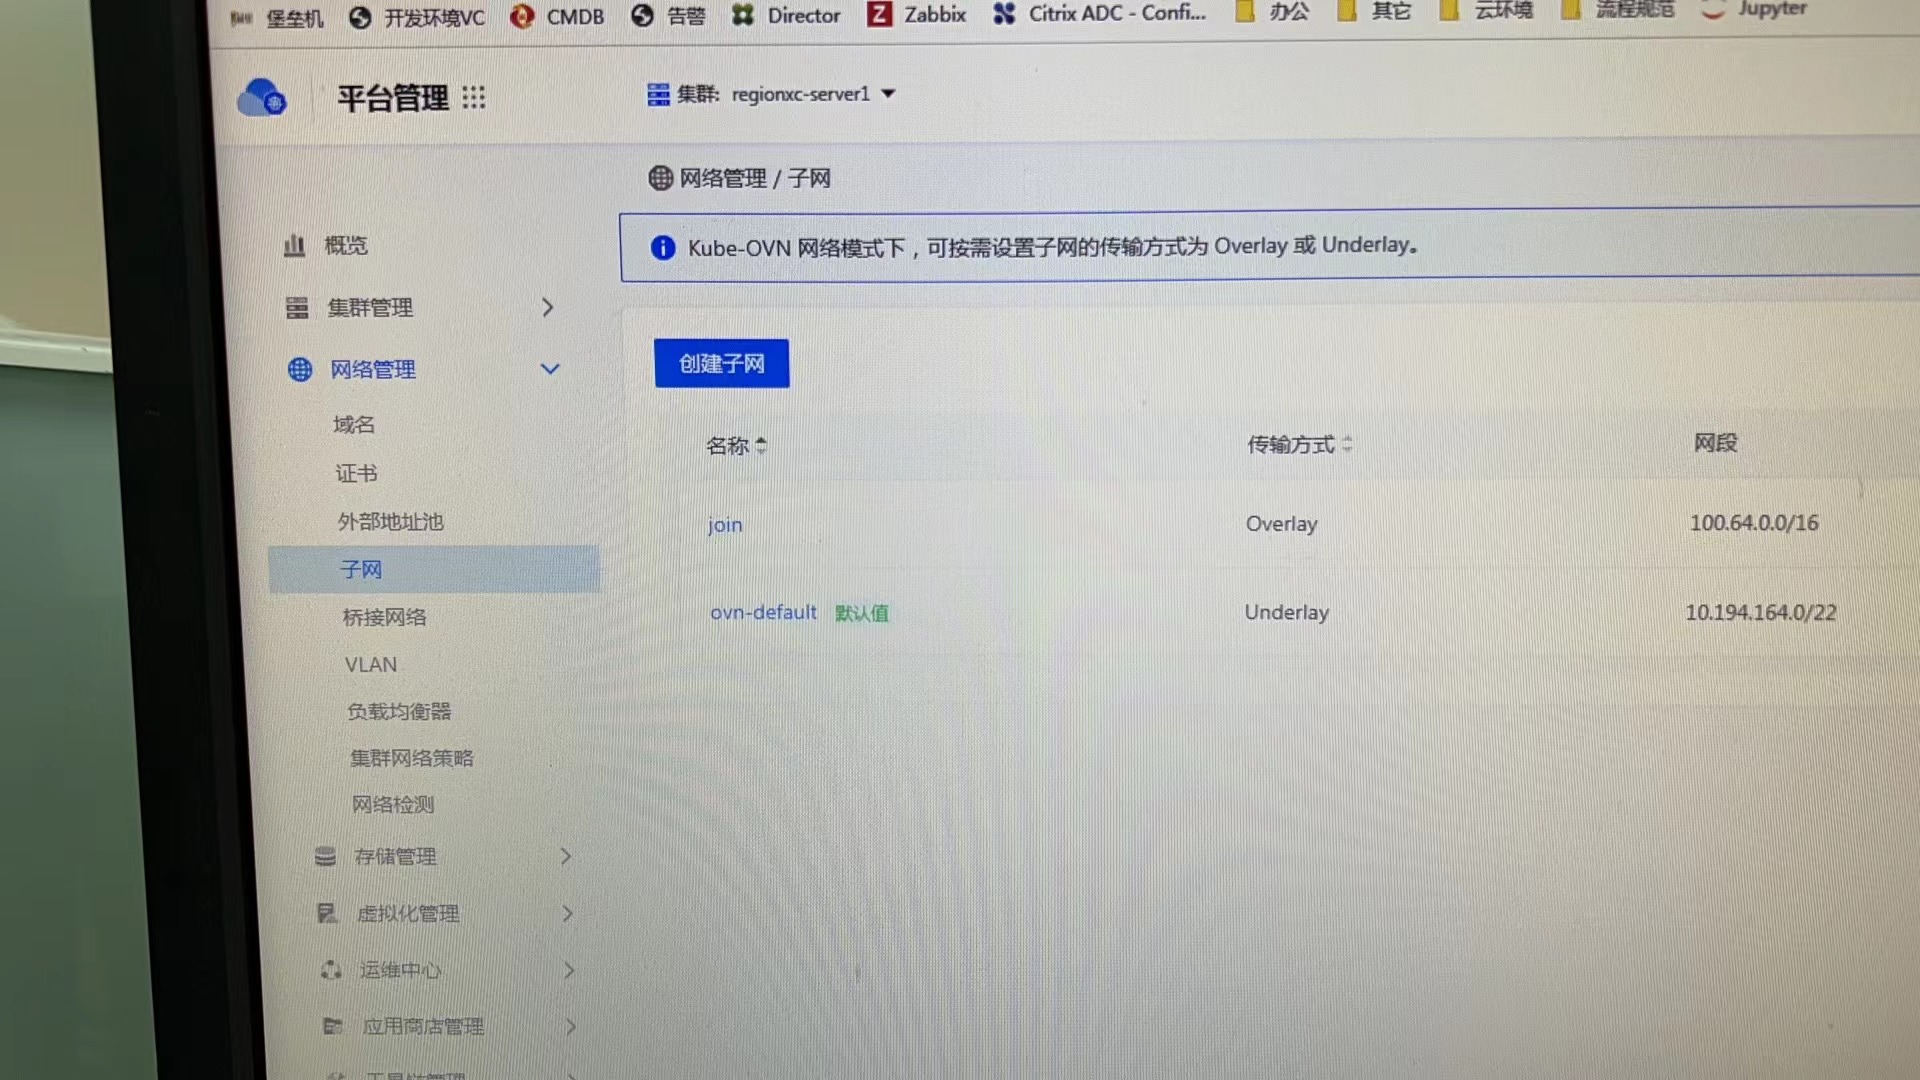 堡垒机 开发环境VC CMDB 告警 Director Zabbix Citrix ADC - Confi... 办公 其它 云环境 流程规范 Jupyter
平台管理 集群: regionxc-server1
网络管理 / 子网
Kube-OVN 网络模式下，可按需设置子网的传输方式为 Overlay 或 Underlay。
概览
集群管理
网络管理
域名
证书
外部地址池
子网
桥接网络
VLAN
负载均衡器
集群网络策略
网络检测
存储管理
虚拟化管理
运维中心
应用商店管理
创建子网
名称 传输方式 网段
join Overlay 100.64.0.0/16
ovn-default 默认值 Underlay 10.194.164.0/22